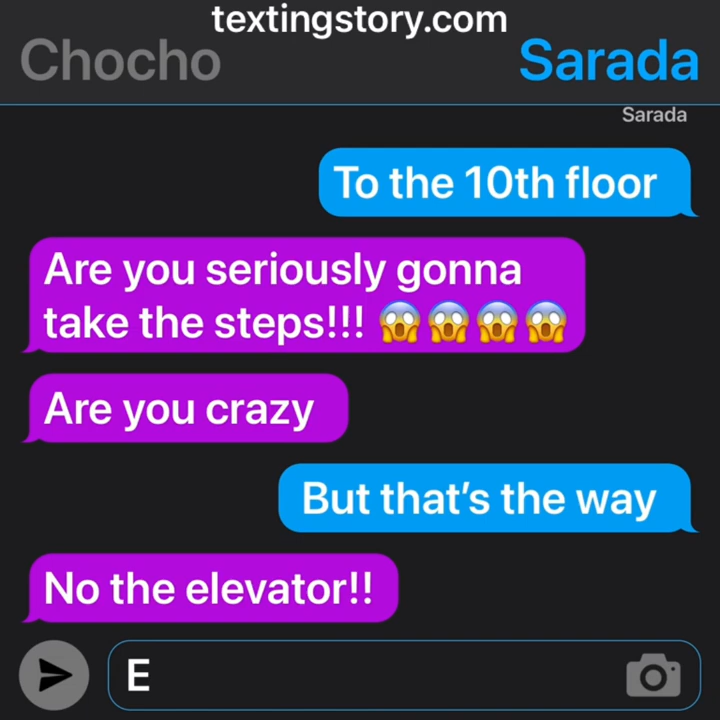 textingstory.com
Chocho Sarada
Sarada
To the 10th floor
Are you seriously gonna
take the steps!!! 😱😱😱😱
Are you crazy
But that’s the way
No the elevator!!
E